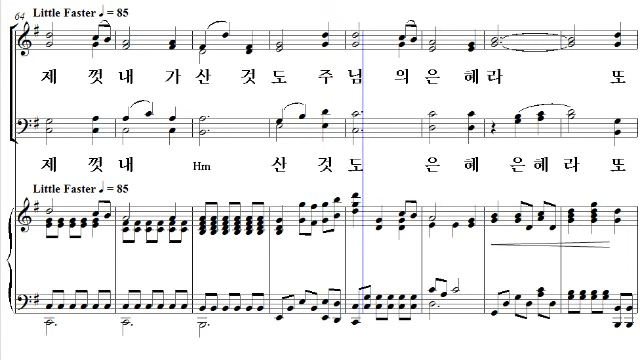 64 Little Faster ♩ = 85
제 껏 내 가 산 것 도 주 님 의 은 혜 라 또
제 껏 내 Hm 산 것 도 은 혜 은 혜 라 또
Little Faster ♩ = 85